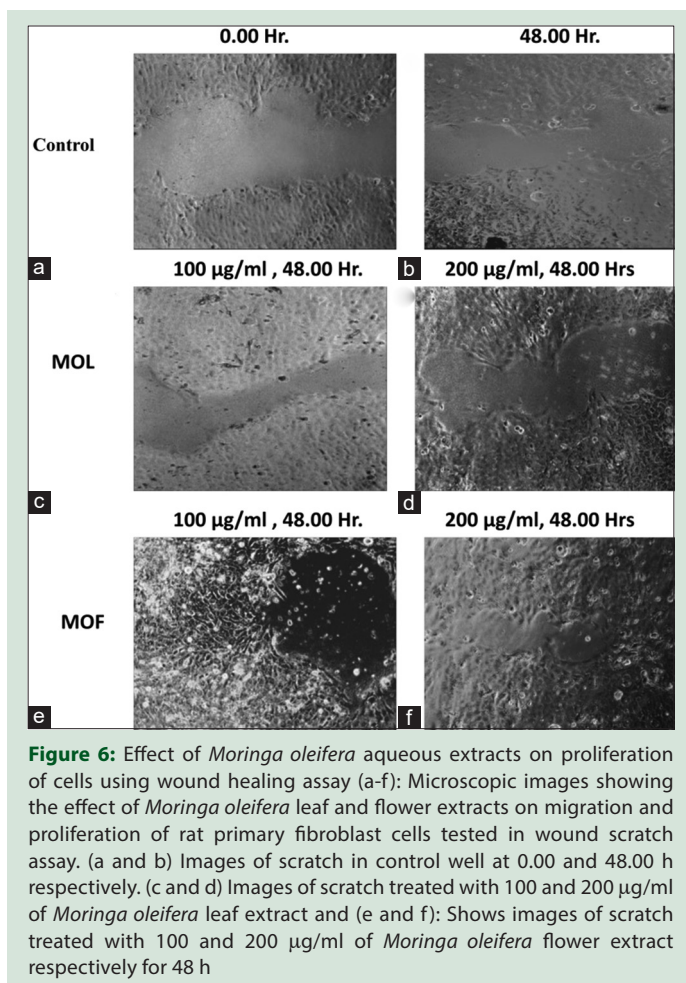 0.00 Hr. 48.00 Hr.
Control
a b
100 µg/ml , 48.00 Hr. 200 µg/ml, 48.00 Hrs
MOL
c d
100 µg/ml , 48.00 Hr. 200 µg/ml, 48.00 Hrs
MOF
e f
Figure 6: Effect of Moringa oleifera aqueous extracts on proliferation
of cells using wound healing assay (a-f): Microscopic images showing
the effect of Moringa oleifera leaf and flower extracts on migration and
proliferation of rat primary fibroblast cells tested in wound scratch
assay. (a and b) Images of scratch in control well at 0.00 and 48.00 h
respectively. (c and d) Images of scratch treated with 100 and 200 µg/ml
of Moringa oleifera leaf extract and (e and f): Shows images of scratch
treated with 100 and 200 µg/ml of Moringa oleifera flower extract
respectively for 48 h